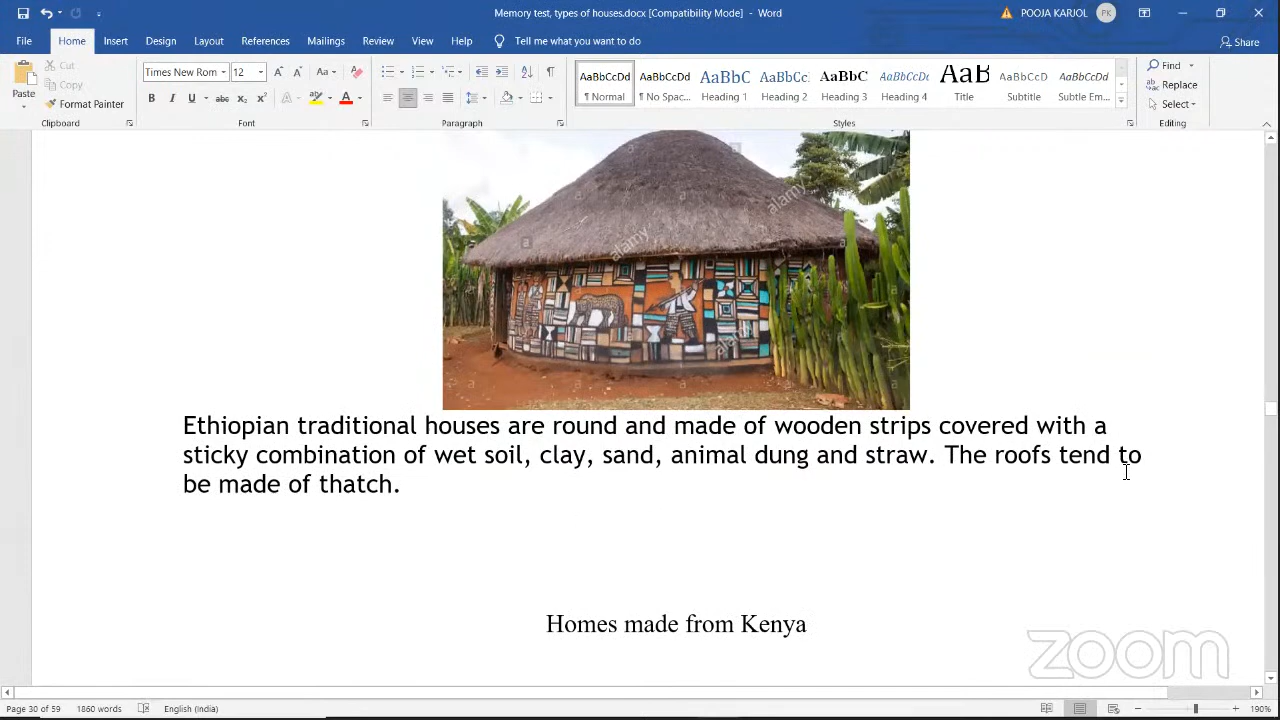 Memory test, types of houses.docx [Compatibility Mode] - Word
POOJA KARJOL PK
File Home Insert Design Layout References Mailings Review View Help Tell me what you want to do Share
Paste
Cut
Copy
Format Painter
Clipboard
Times New Rom 12
Font
Paragraph
AaBbCcDd AaBbCcDd AaBbC AaBbCc AaBbC AaBbCcD AaB AaBbCcD AaBbCcDd
¶ Normal ¶ No Spac... Heading 1 Heading 2 Heading 3 Heading 4 Title Subtitle Subtle Em...
Styles
Find
Replace
Select
Editing
alamy
alamy
alamy
Ethiopian traditional houses are round and made of wooden strips covered with a
sticky combination of wet soil, clay, sand, animal dung and straw. The roofs tend to
be made of thatch.
Homes made from Kenya
zoom
Page 30 of 59 1860 words English (India) 190%